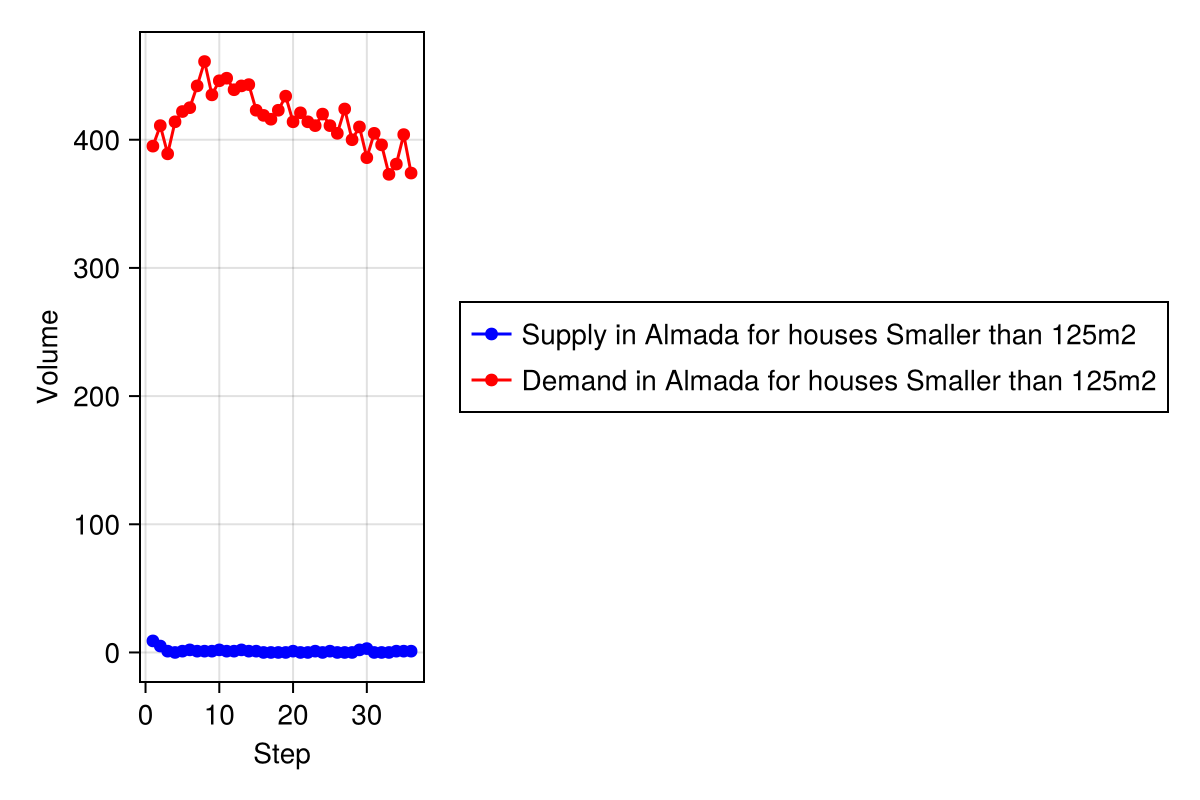 Volume
400
300
200
100
0
0 10 20 30
Step
Supply in Almada for houses Smaller than 125m2
Demand in Almada for houses Smaller than 125m2